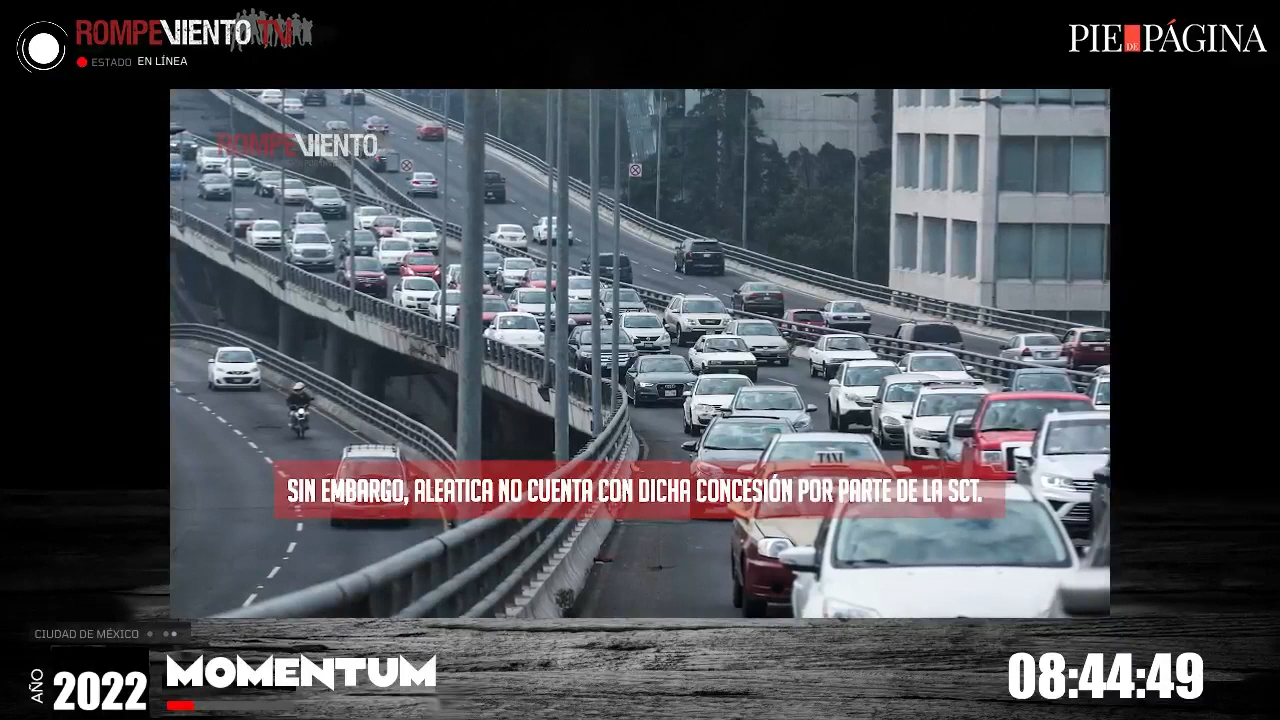 ROMPEVIENTO TV
ESTADO EN LÍNEA
PIE DE PÁGINA
ROMPEVIENTO
TAXI
SIN EMBARGO, ALEATICA NO CUENTA CON DICHA CONCESIÓN POR PARTE DE LA SCT.
CIUDAD DE MÉXICO
AÑO 2022
MOMENTUM
08:44:49